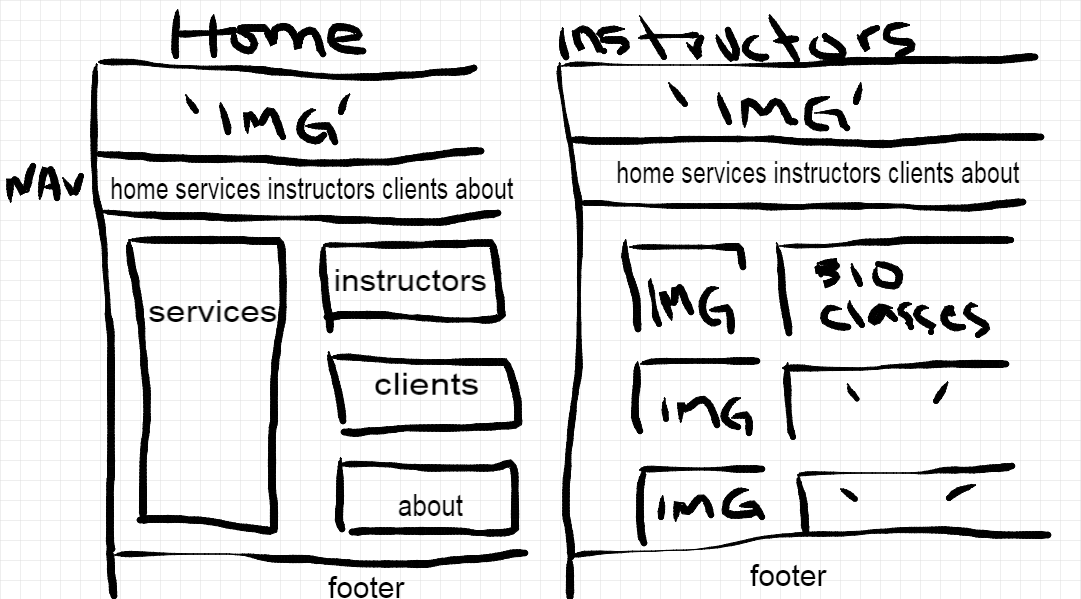 Home
'IMG'
NAV
home services instructors clients about
services
instructors
clients
about
footer
instructors
'IMG'
home services instructors clients about
IMG
BIO
classes
IMG
' '
IMG
' '
footer